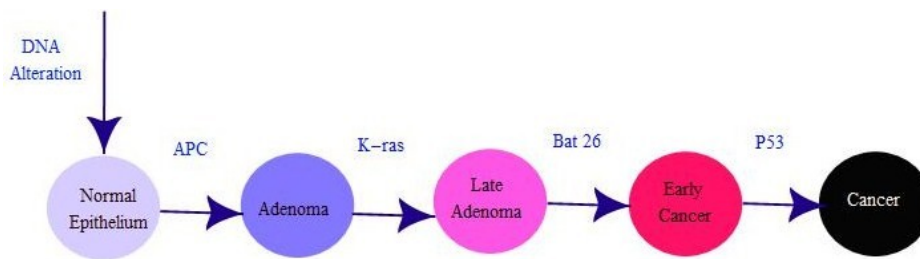 DNA
Alteration
APC
K-ras
Bat 26
P53
Normal
Epithelium
Adenoma
Late
Adenoma
Early
Cancer
Cancer